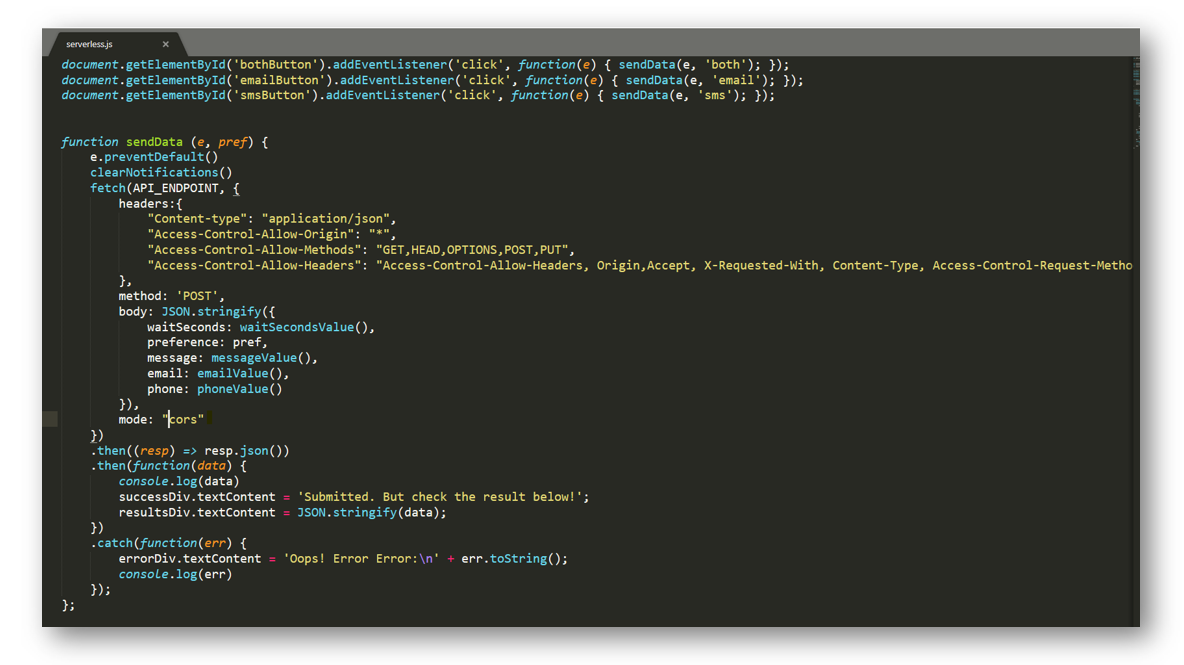 serverless.js ×
document.getElementById('bothButton').addEventListener('click', function(e) { sendData(e, 'both'); });
document.getElementById('emailButton').addEventListener('click', function(e) { sendData(e, 'email'); });
document.getElementById('smsButton').addEventListener('click', function(e) { sendData(e, 'sms'); });
function sendData (e, pref) {
    e.preventDefault()
    clearNotifications()
    fetch(API_ENDPOINT, {
        headers:{
            "Content-type": "application/json",
            "Access-Control-Allow-Origin": "*",
            "Access-Control-Allow-Methods": "GET,HEAD,OPTIONS,POST,PUT",
            "Access-Control-Allow-Headers": "Access-Control-Allow-Headers, Origin,Accept, X-Requested-With, Content-Type, Access-Control-Request-Metho
        },
        method: 'POST',
        body: JSON.stringify({
            waitSeconds: waitSecondsValue(),
            preference: pref,
            message: messageValue(),
            email: emailValue(),
            phone: phoneValue()
        }),
        mode: "cors"
    })
    .then((resp) => resp.json())
    .then(function(data) {
        console.log(data)
        successDiv.textContent = 'Submitted. But check the result below!';
        resultsDiv.textContent = JSON.stringify(data);
    })
    .catch(function(err) {
        errorDiv.textContent = 'Oops! Error Error:\n' + err.toString();
        console.log(err)
    });
};